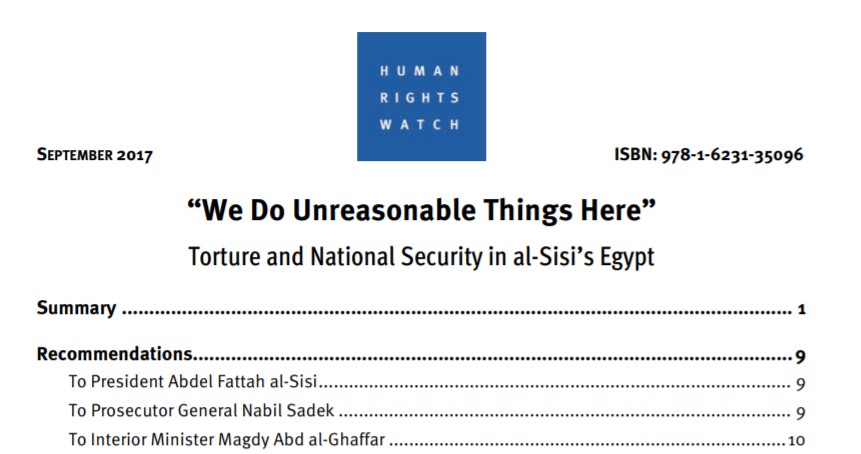 HUMAN
RIGHTS
WATCH
SEPTEMBER 2017 ISBN: 978-1-6231-35096
“We Do Unreasonable Things Here”
Torture and National Security in al-Sisi’s Egypt
Summary ........................................................................................................................... 1
Recommendations.............................................................................................................. 9
To President Abdel Fattah al-Sisi....................................................................................... 9
To Prosecutor General Nabil Sadek ................................................................................... 9
To Interior Minister Magdy Abd al-Ghaffar ......................................................................... 10